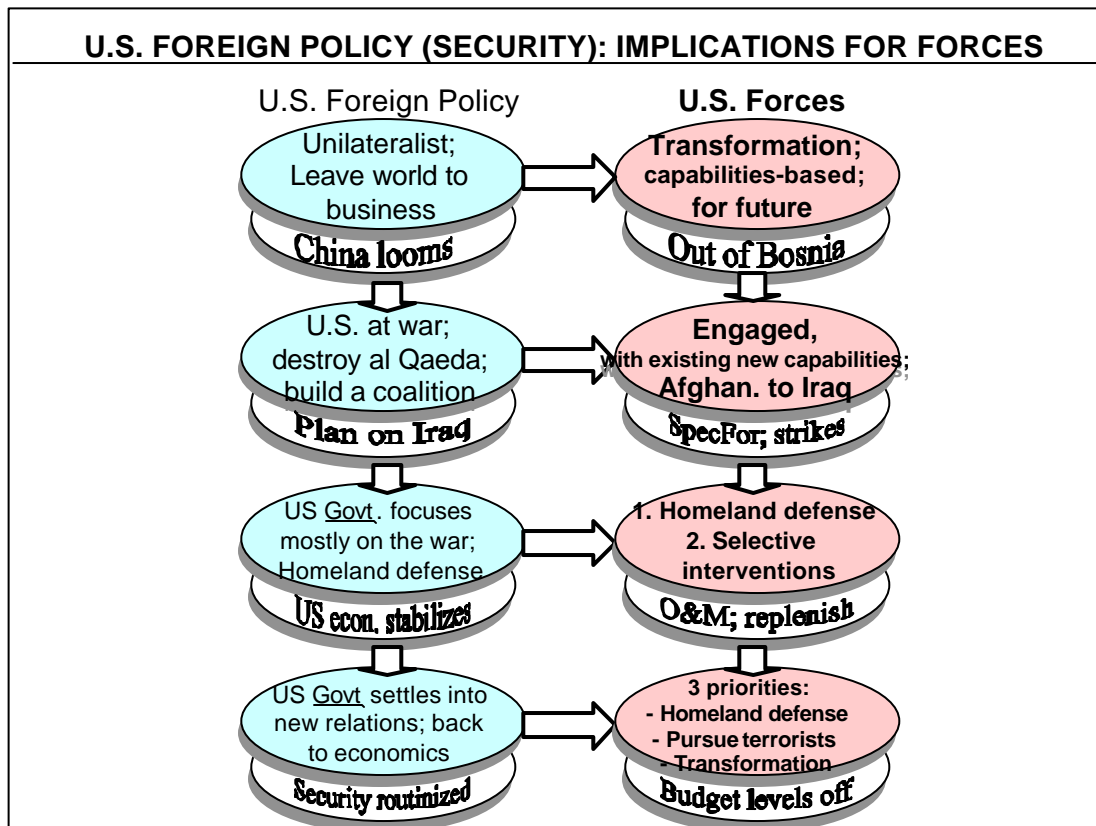 U.S. FOREIGN POLICY (SECURITY): IMPLICATIONS FOR FORCES
U.S. Foreign Policy
U.S. Forces
Unilateralist;
Leave world to
business
China looms
Transformation;
capabilities-based;
for future
Out of Bosnia
U.S. at war;
destroy al Qaeda;
build a coalition
Plan on Iraq
Engaged,
with existing new capabilities;
Afghan. to Iraq
SpecFor; strikes
US Govt. focuses
mostly on the war;
Homeland defense
US econ. stabilizes
1. Homeland defense
2. Selective
interventions
O&M; replenish
US Govt settles into
new relations; back
to economics
Security routinized
3 priorities:
- Homeland defense
- Pursue terrorists
- Transformation
Budget levels off